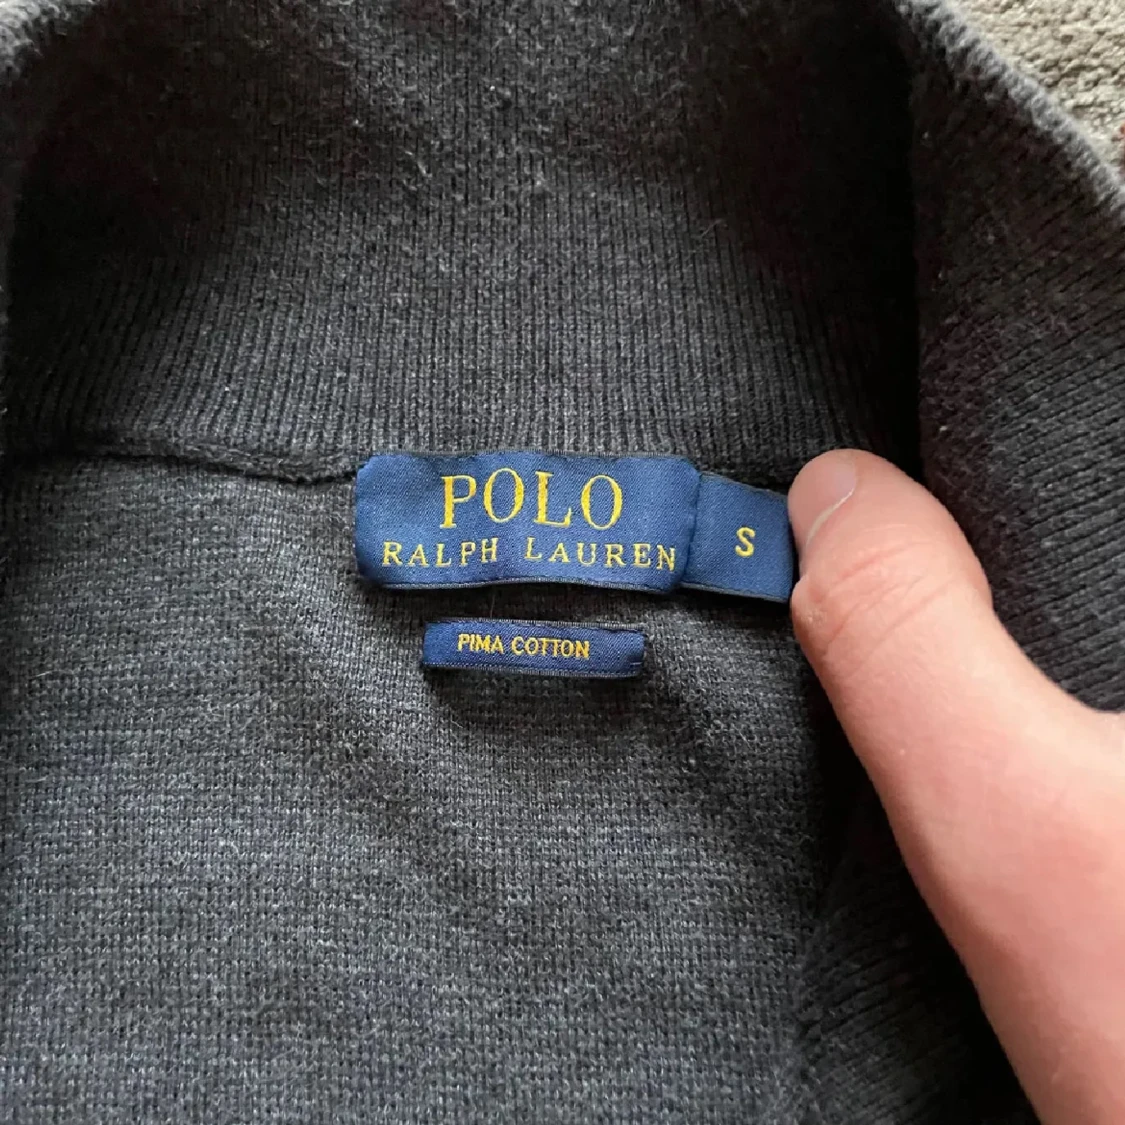 POLO
RALPH LAUREN
S
PIMA COTTON